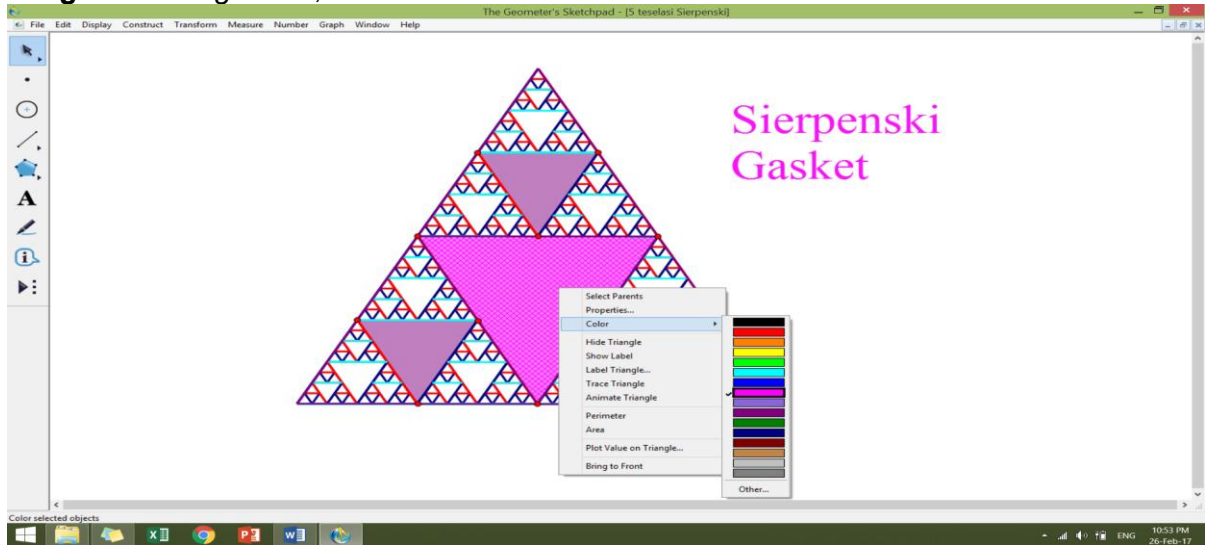 The Geometer's Sketchpad - [5 teselasi Sierpenski]
File Edit Display Construct Transform Measure Number Graph Window Help
A
Sierpenski
Gasket
Select Parents
Properties...
Color
Hide Triangle
Show Label
Label Triangle...
Trace Triangle
Animate Triangle
Perimeter
Area
Plot Value on Triangle...
Bring to Front
Other...
Color selected objects
ENG
10:53 PM
26-Feb-17